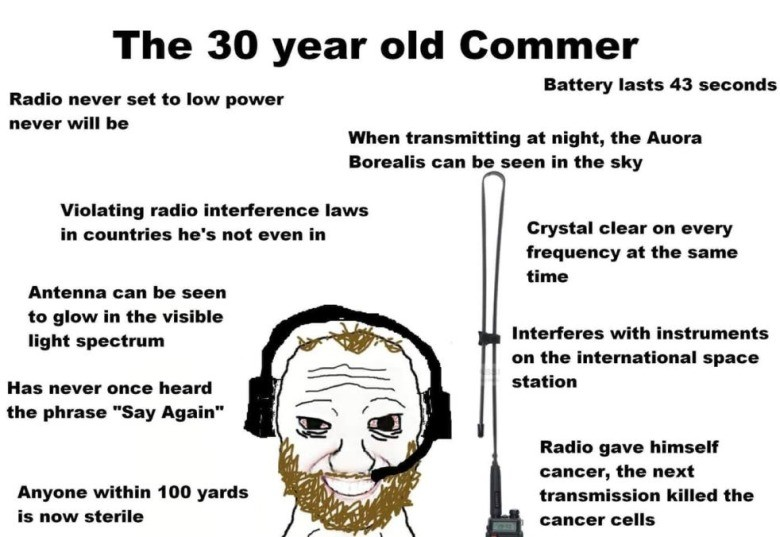 The 30 year old Commer
Battery lasts 43 seconds
Radio never set to low power
never will be
When transmitting at night, the Auora
Borealis can be seen in the sky
Violating radio interference laws
in countries he's not even in
Crystal clear on every
frequency at the same
time
Antenna can be seen
to glow in the visible
light spectrum
Interferes with instruments
on the international space
station
Has never once heard
the phrase "Say Again"
Radio gave himself
cancer, the next
transmission killed the
cancer cells
Anyone within 100 yards
is now sterile